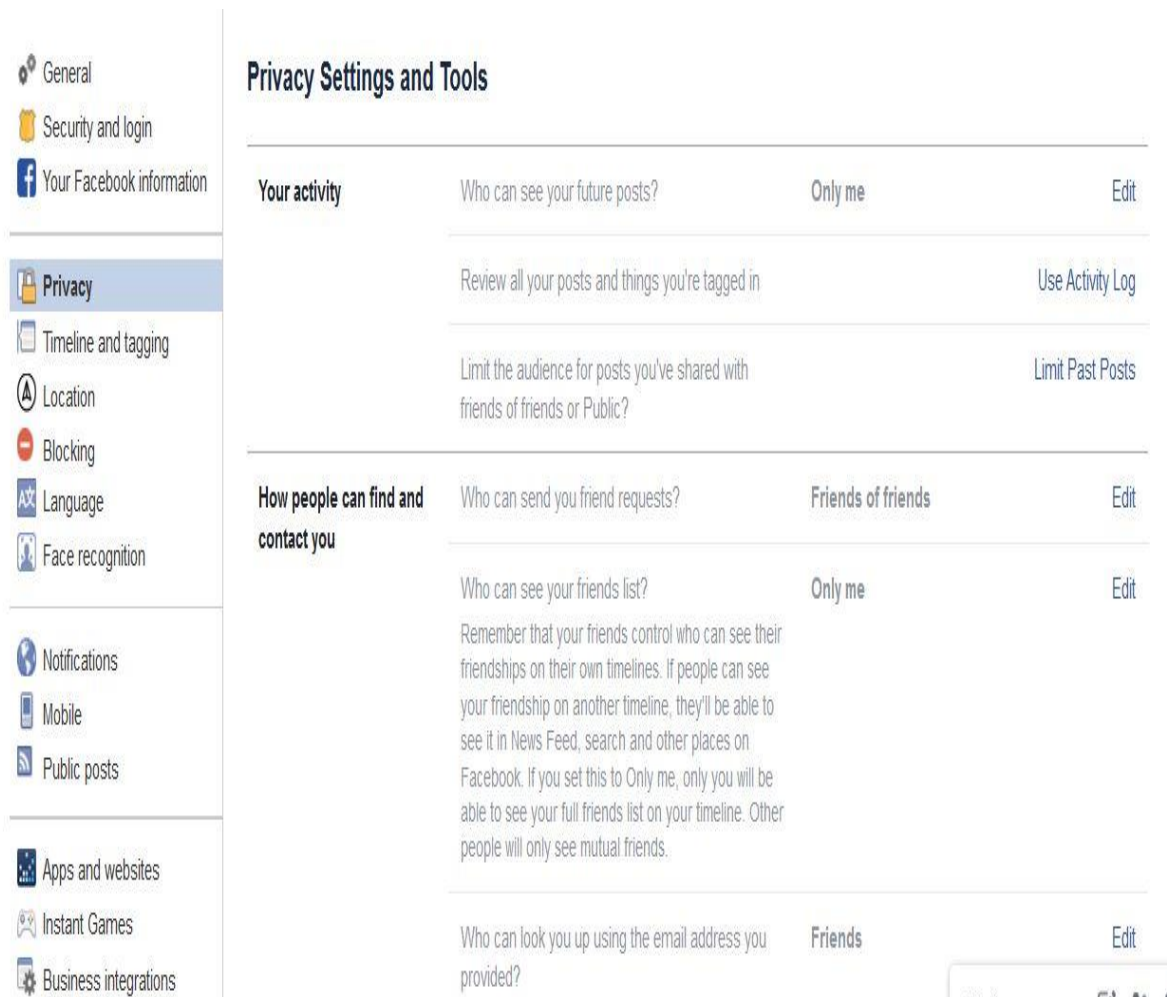 General
Security and login
Your Facebook information
Privacy
Timeline and tagging
Location
Blocking
Language
Face recognition
Notifications
Mobile
Public posts
Apps and websites
Instant Games
Business integrations
Privacy Settings and Tools
Your activity
Who can see your future posts?
Only me
Edit
Review all your posts and things you're tagged in
Use Activity Log
Limit the audience for posts you've shared with
friends of friends or Public?
Limit Past Posts
How people can find and
contact you
Who can send you friend requests?
Friends of friends
Edit
Who can see your friends list?
Only me
Edit
Remember that your friends control who can see their
friendships on their own timelines. If people can see
your friendship on another timeline, they'll be able to
see it in News Feed, search and other places on
Facebook. If you set this to Only me, only you will be
able to see your full friends list on your timeline. Other
people will only see mutual friends.
Who can look you up using the email address you
provided?
Friends
Edit